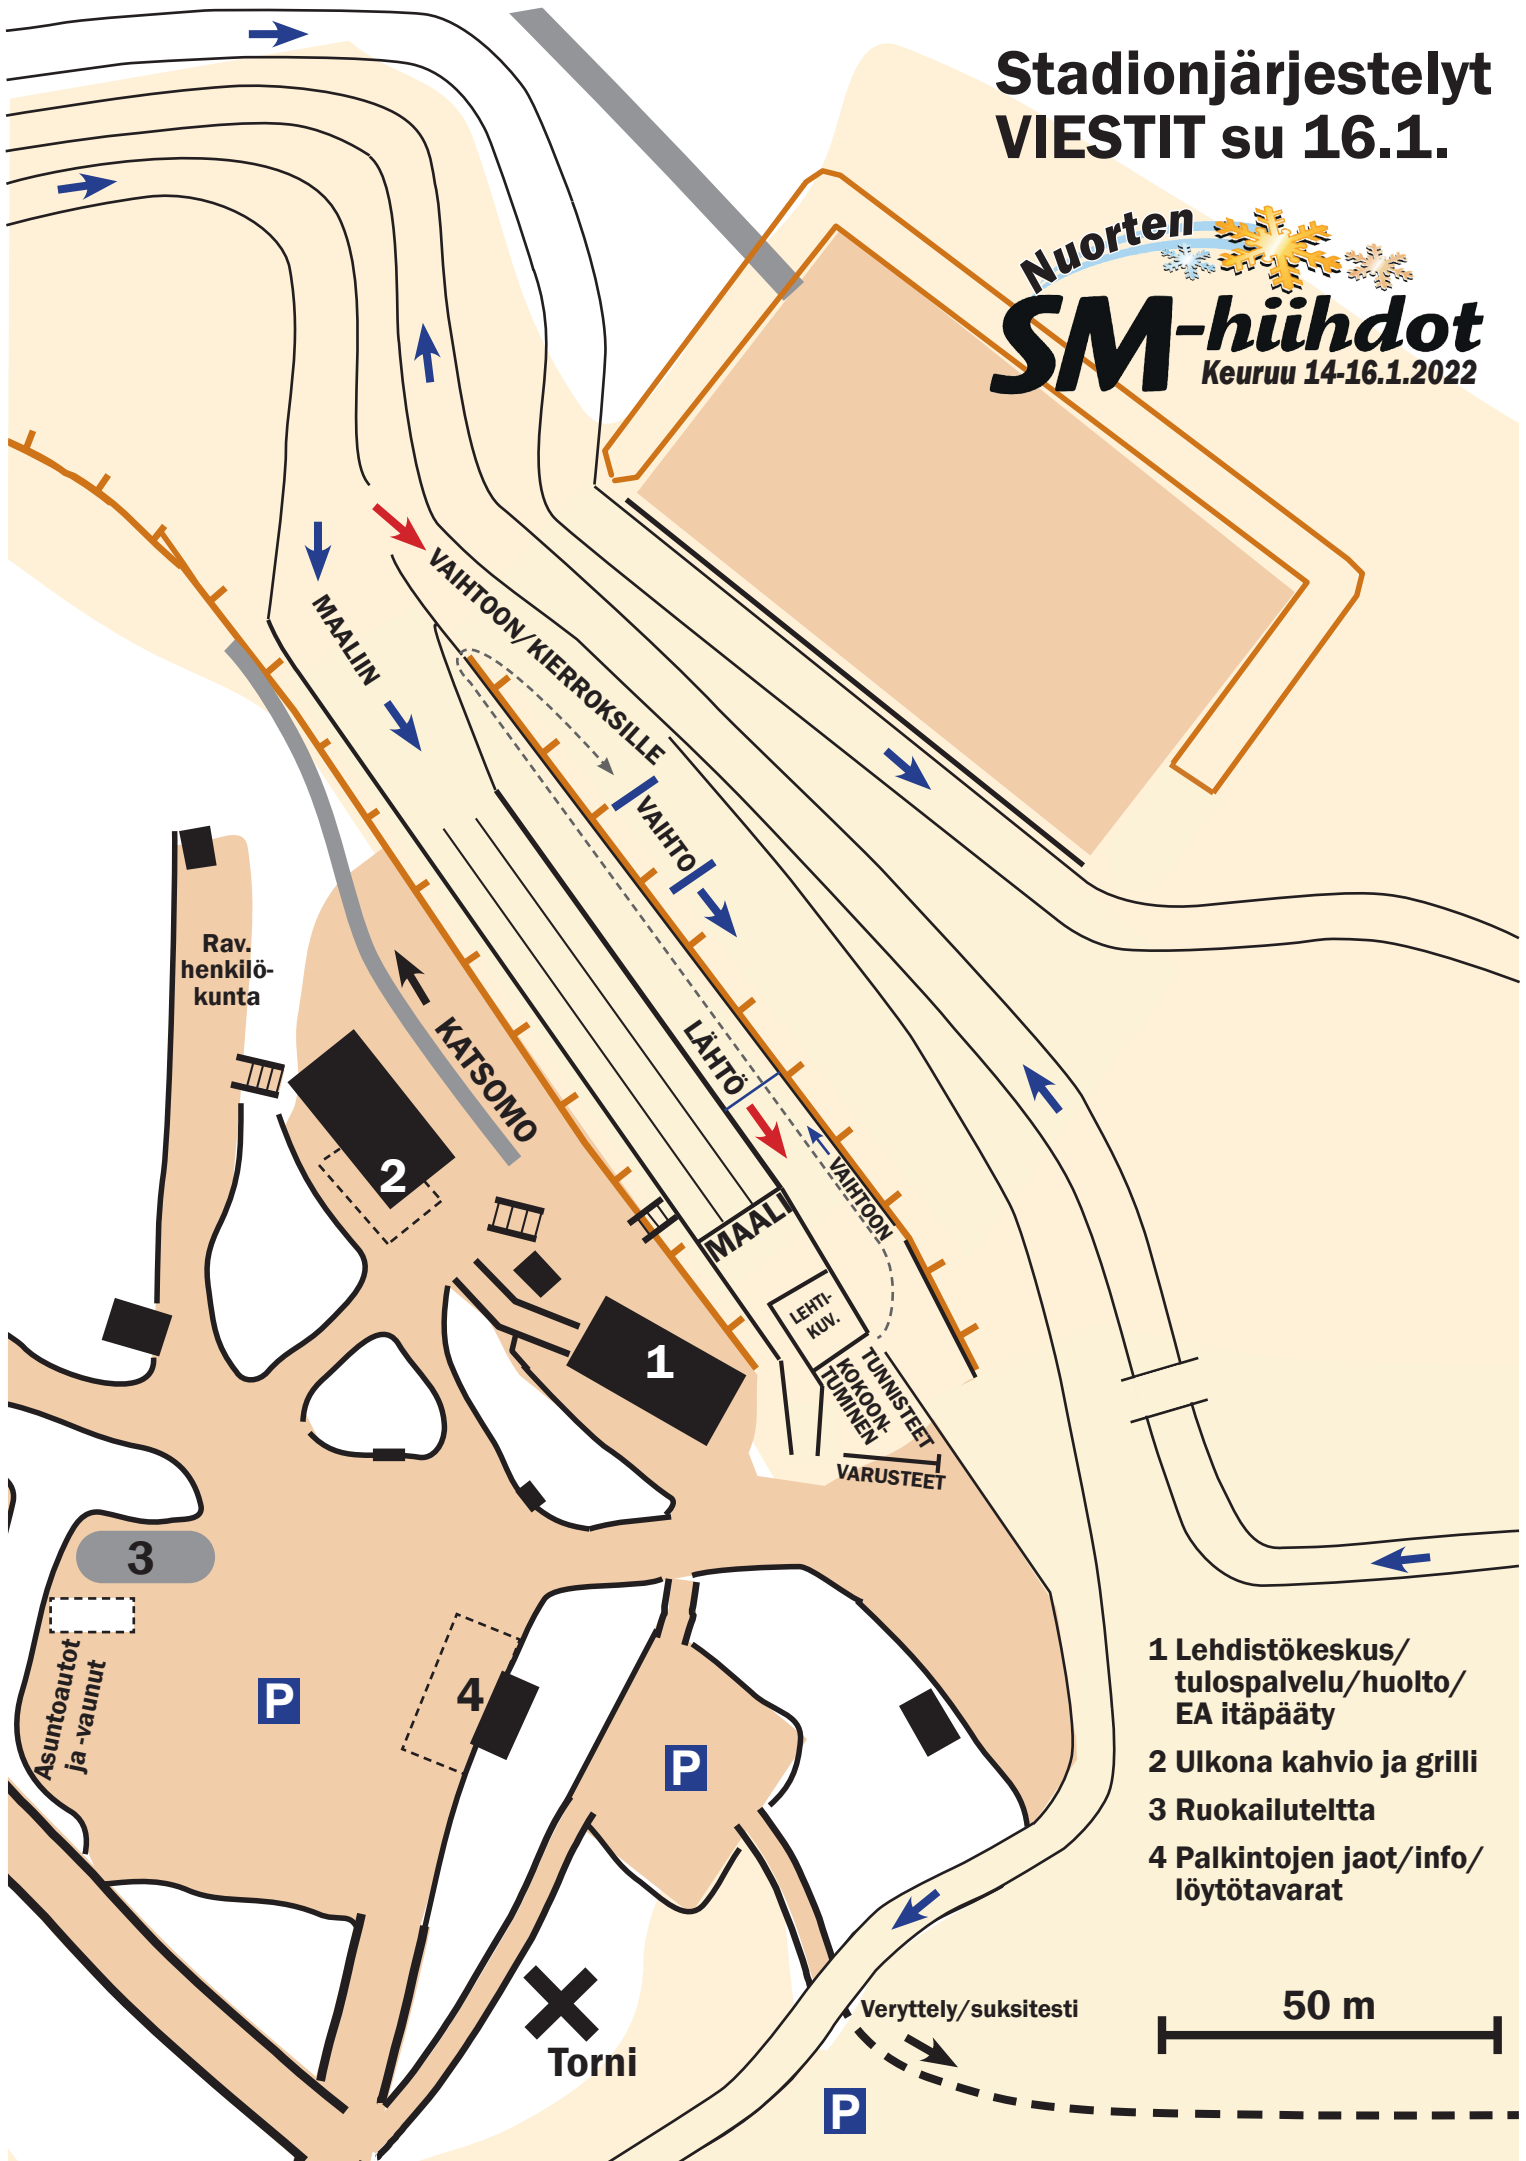 Stadionjärjestelyt
VIESTIT su 16.1.
Nuorten
SM-hiihdot
Keuruu 14-16.1.2022
MAALIIN
VAIHTOON/KIERROKSILLE
VAIHTO
Rav.
henkilö-
kunta
KATSOMO
LÄHTÖ
VAIHTOON
2
MAALI
LEHTI-
KUV.
1
TUNNISTEET
KOKOON-
TUMINEN
VARUSTEET
3
Asuntoautot
ja -vaunut
P
4
P
1 Lehdistökeskus/
tulospalvelu/huolto/
EA itäpääty
2 Ulkona kahvio ja grilli
3 Ruokailuteltta
4 Palkintojen jaot/info/
löytötavarat
Torni
Veryttely/suksitesti
50 m
P